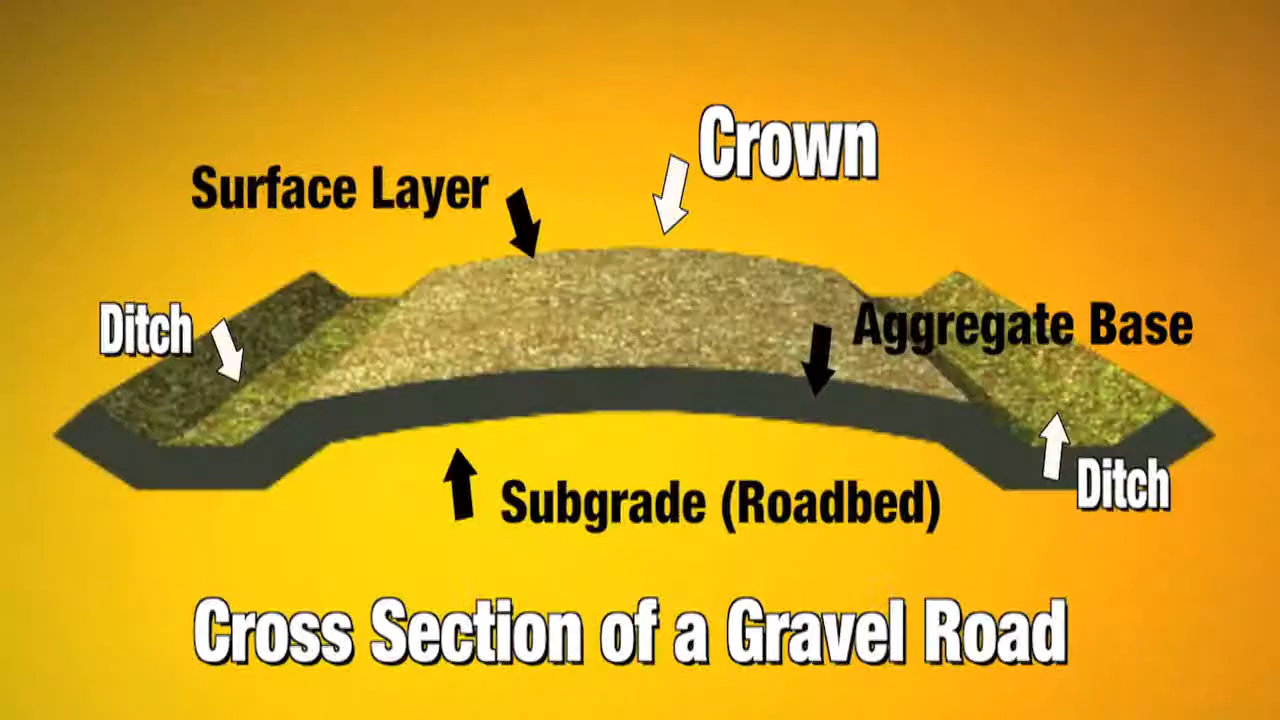 Crown
Surface Layer
Ditch
Aggregate Base
Ditch
Subgrade (Roadbed)
Cross Section of a Gravel Road